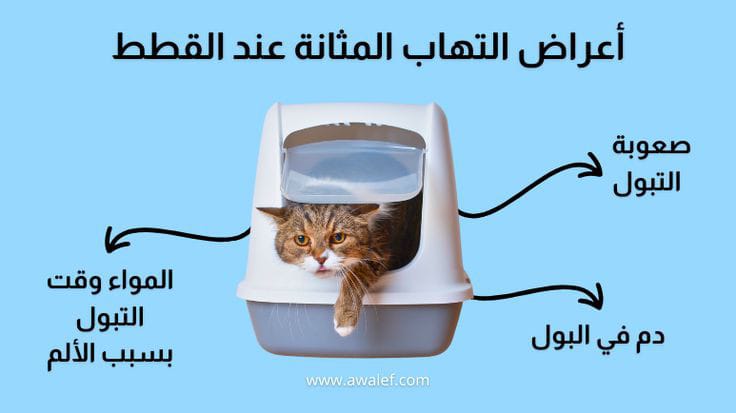 أعراض التهاب المثانة عند القطط
صعوبة
التبول
المواء وقت
التبول
بسبب الألم
دم في البول
www.awalef.com